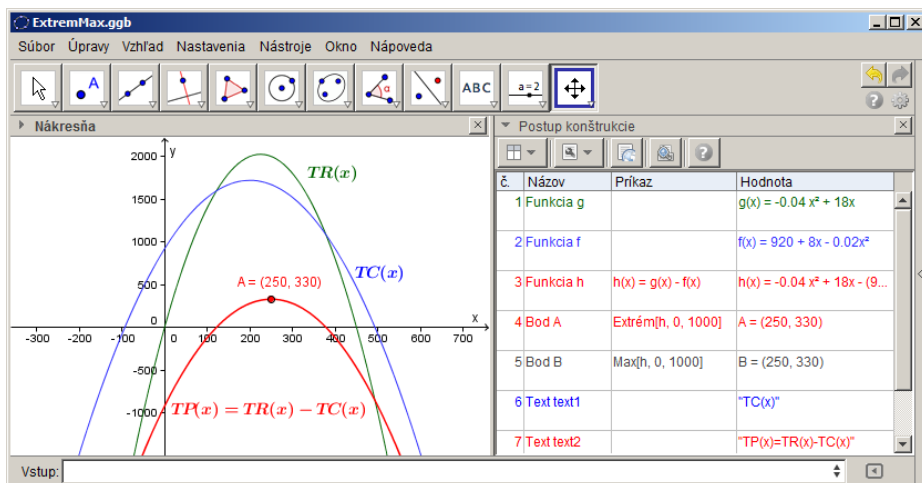 ExtremMax.ggb
Súbor Úpravy Vzhľad Nastavenia Nástroje Okno Nápoveda
A α ABC a=2
Nákresňa
y
2000
1500
1000
500
0
-500
-1000
-300 -200 -100 0 100 200 300 400 500 600 700
x
TR(x)
TC(x)
A = (250, 330)
TP(x) = TR(x) − TC(x)
Postup konštrukcie
č. Názov Príkaz Hodnota
1 Funkcia g g(x) = -0.04 x² + 18x
2 Funkcia f f(x) = 920 + 8x - 0.02x²
3 Funkcia h h(x) = g(x) - f(x) h(x) = -0.04 x² + 18x - (9...
4 Bod A Extrém[h, 0, 1000] A = (250, 330)
5 Bod B Max[h, 0, 1000] B = (250, 330)
6 Text text1 "TC(x)"
7 Text text2 "TP(x)=TR(x)-TC(x)"
Vstup: